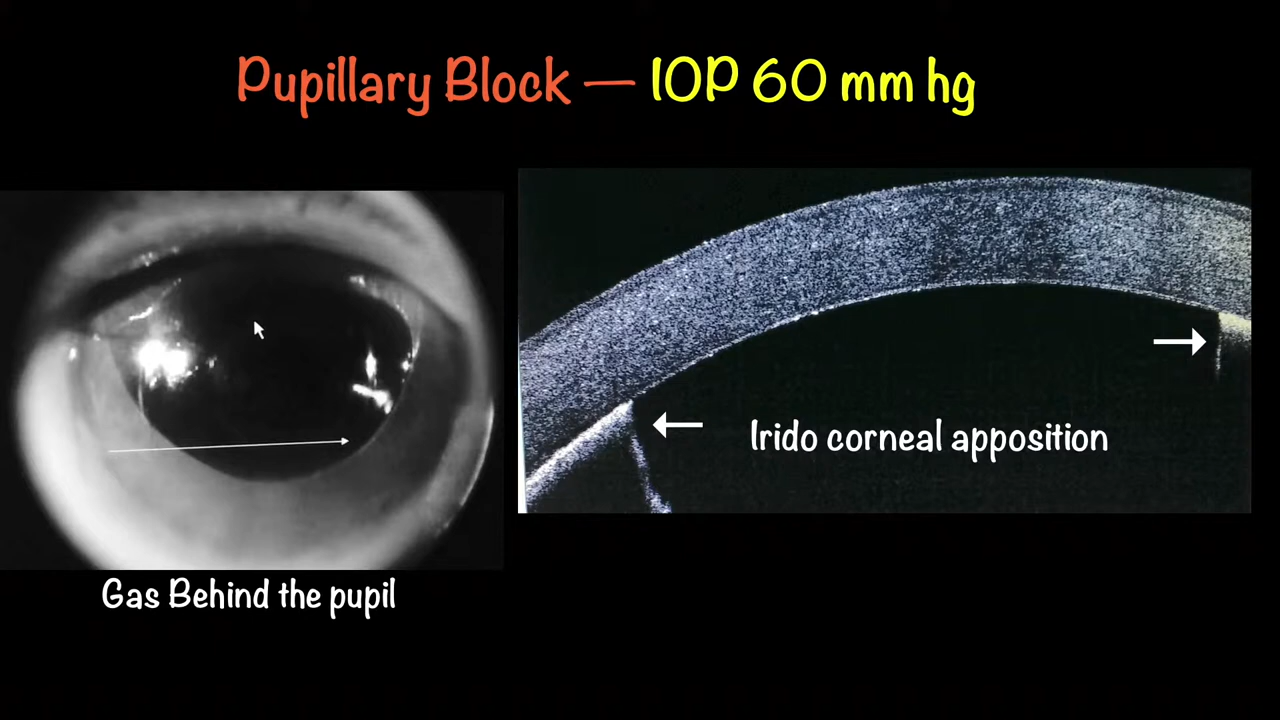 Pupillary Block — IOP 60 mm hg
Irido corneal apposition
Gas Behind the pupil